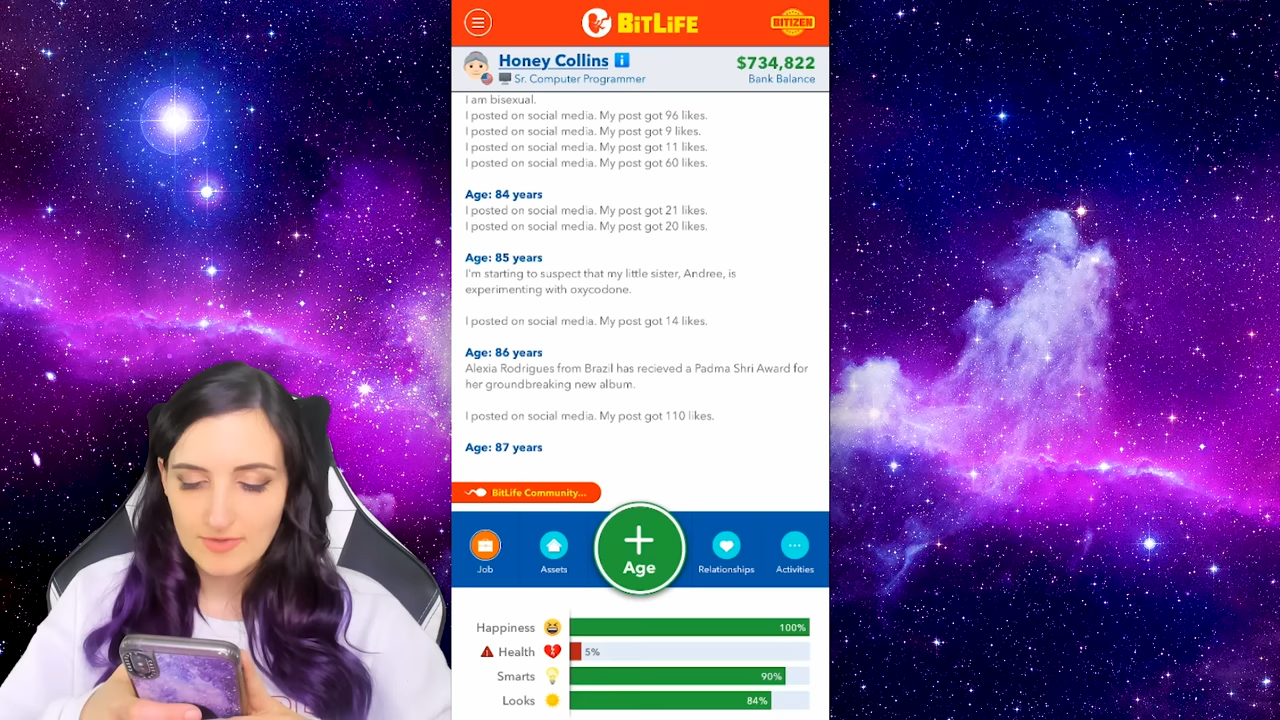 BITLIFE
BITIZEN
Honey Collins i
$734,822
Sr. Computer Programmer
Bank Balance
I am bisexual.
I posted on social media. My post got 96 likes.
I posted on social media. My post got 9 likes.
I posted on social media. My post got 11 likes.
I posted on social media. My post got 60 likes.
Age: 84 years
I posted on social media. My post got 21 likes.
I posted on social media. My post got 20 likes.
Age: 85 years
I'm starting to suspect that my little sister, Andree, is
experimenting with oxycodone.
I posted on social media. My post got 14 likes.
Age: 86 years
Alexia Rodrigues from Brazil has recieved a Padma Shri Award for
her groundbreaking new album.
I posted on social media. My post got 110 likes.
Age: 87 years
BitLife Community...
+
Age
Job
Assets
Relationships
Activities
Happiness 100%
Health 5%
Smarts 90%
Looks 84%